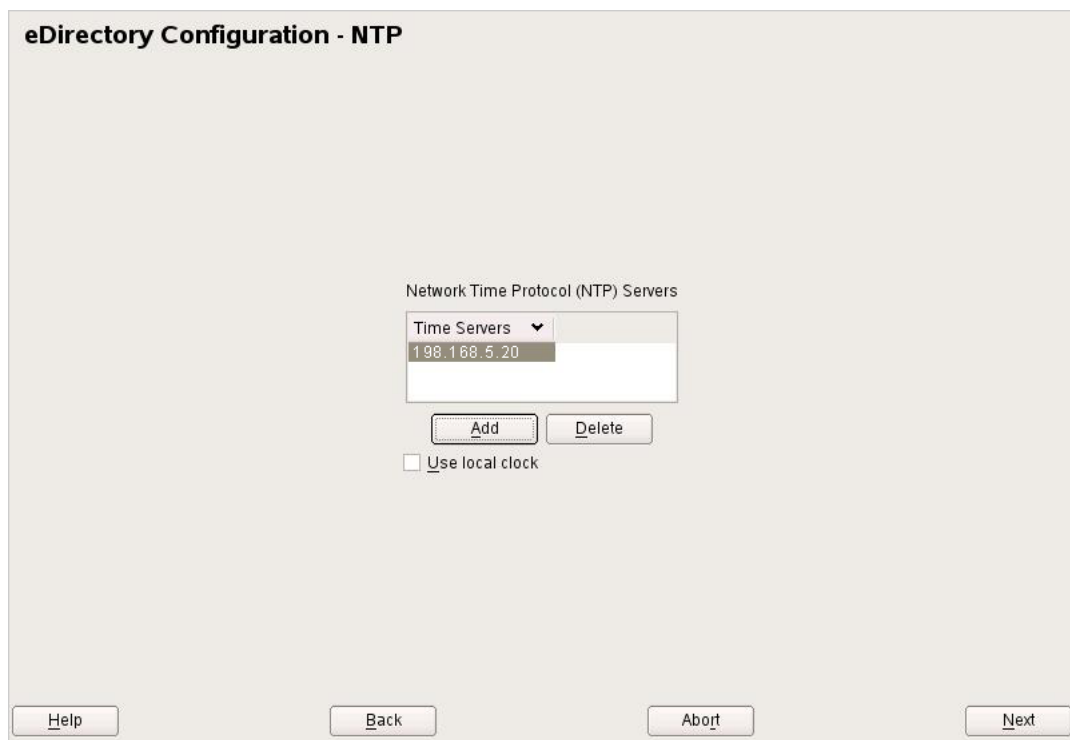 eDirectory Configuration - NTP
Network Time Protocol (NTP) Servers
Time Servers
198.168.5.20
Add Delete
Use local clock
Help Back Abort Next